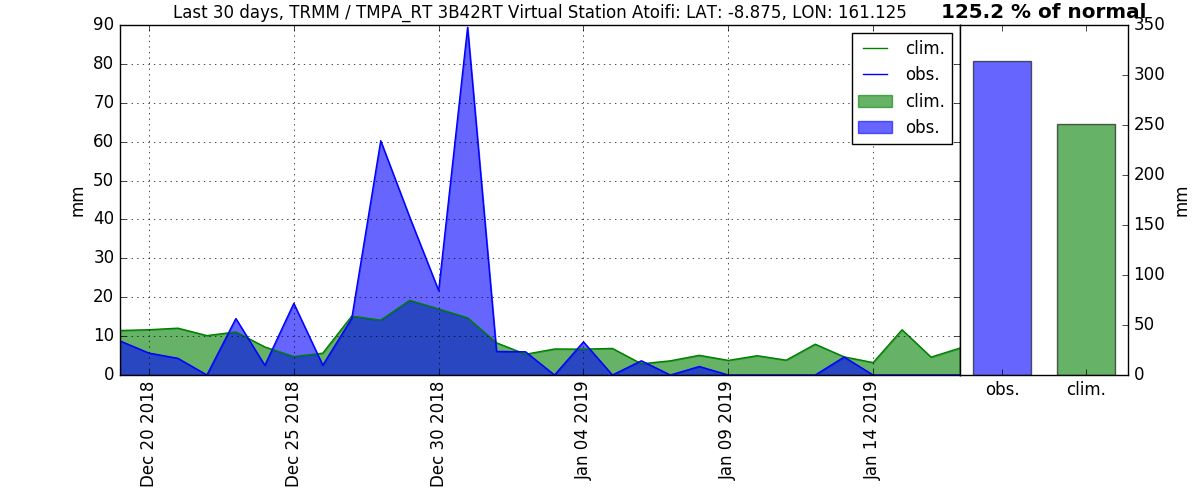 Last 30 days, TRMM / TMPA_RT 3B42RT Virtual Station Atoifi: LAT: -8.875, LON: 161.125
125.2 % of normal
90
80
70
60
50
40
30
20
10
0
mm
clim.
obs.
clim.
obs.
350
300
250
200
150
100
50
0
mm
Dec 20 2018
Dec 25 2018
Dec 30 2018
Jan 04 2019
Jan 09 2019
Jan 14 2019
obs.
clim.